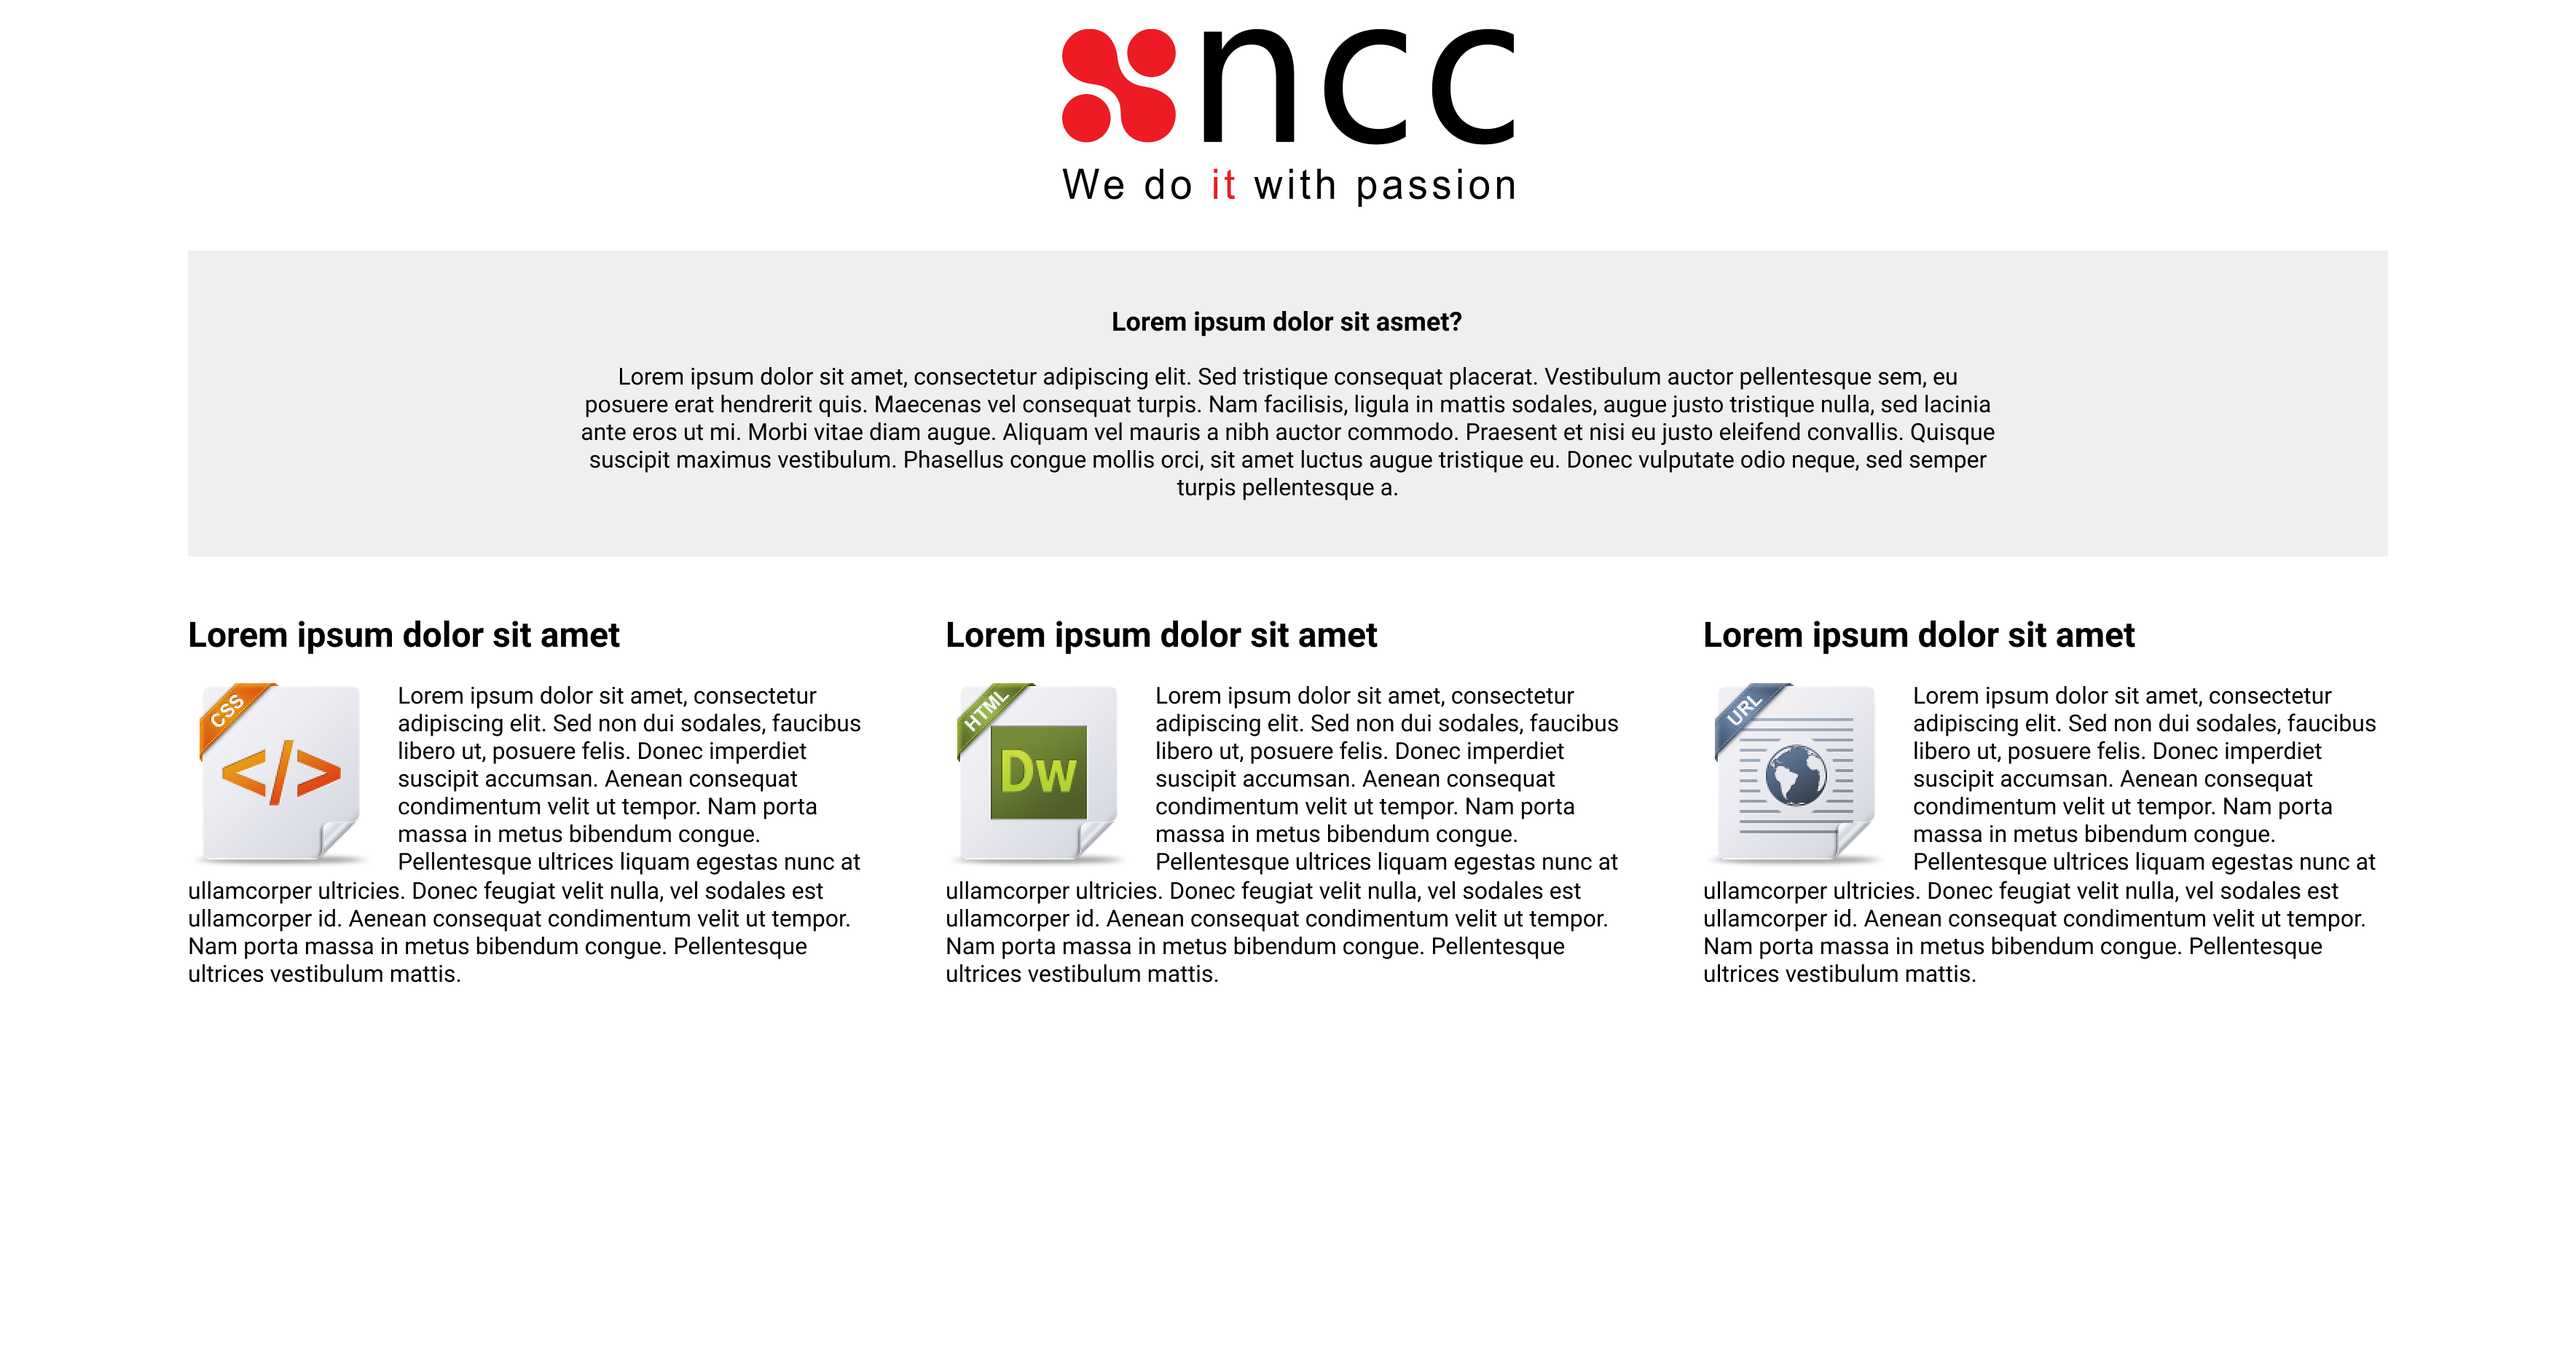 ncc
We do it with passion
Lorem ipsum dolor sit asmet?
Lorem ipsum dolor sit amet, consectetur adipiscing elit. Sed tristique consequat placerat. Vestibulum auctor pellentesque sem, eu
posuere erat hendrerit quis. Maecenas vel consequat turpis. Nam facilisis, ligula in mattis sodales, augue justo tristique nulla, sed lacinia
ante eros ut mi. Morbi vitae diam augue. Aliquam vel mauris a nibh auctor commodo. Praesent et nisi eu justo eleifend convallis. Quisque
suscipit maximus vestibulum. Phasellus congue mollis orci, sit amet luctus augue tristique eu. Donec vulputate odio neque, sed semper
turpis pellentesque a.
Lorem ipsum dolor sit amet
CSS
</>
Lorem ipsum dolor sit amet, consectetur
adipiscing elit. Sed non dui sodales, faucibus
libero ut, posuere felis. Donec imperdiet
suscipit accumsan. Aenean consequat
condimentum velit ut tempor. Nam porta
massa in metus bibendum congue.
Pellentesque ultrices liquam egestas nunc at
ullamcorper ultricies. Donec feugiat velit nulla, vel sodales est
ullamcorper id. Aenean consequat condimentum velit ut tempor.
Nam porta massa in metus bibendum congue. Pellentesque
ultrices vestibulum mattis.
Lorem ipsum dolor sit amet
HTML
Dw
Lorem ipsum dolor sit amet, consectetur
adipiscing elit. Sed non dui sodales, faucibus
libero ut, posuere felis. Donec imperdiet
suscipit accumsan. Aenean consequat
condimentum velit ut tempor. Nam porta
massa in metus bibendum congue.
Pellentesque ultrices liquam egestas nunc at
ullamcorper ultricies. Donec feugiat velit nulla, vel sodales est
ullamcorper id. Aenean consequat condimentum velit ut tempor.
Nam porta massa in metus bibendum congue. Pellentesque
ultrices vestibulum mattis.
Lorem ipsum dolor sit amet
URL
Lorem ipsum dolor sit amet, consectetur
adipiscing elit. Sed non dui sodales, faucibus
libero ut, posuere felis. Donec imperdiet
suscipit accumsan. Aenean consequat
condimentum velit ut tempor. Nam porta
massa in metus bibendum congue.
Pellentesque ultrices liquam egestas nunc at
ullamcorper ultricies. Donec feugiat velit nulla, vel sodales est
ullamcorper id. Aenean consequat condimentum velit ut tempor.
Nam porta massa in metus bibendum congue. Pellentesque
ultrices vestibulum mattis.